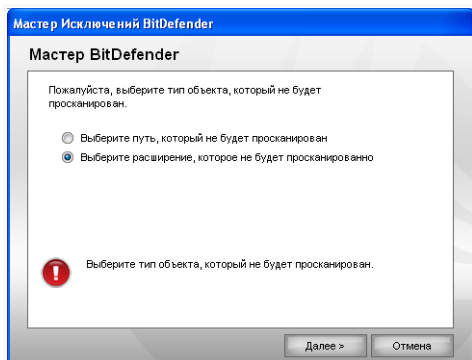 Мастер Исключений BitDefender
Мастер BitDefender
Пожалуйста, выберите тип объекта, который не будет
просканирован.
Выберите путь, который не будет просканирован
Выберите расширение, которое не будет просканированно
Выберите тип объекта, который не будет просканирован.
Далее >
Отмена